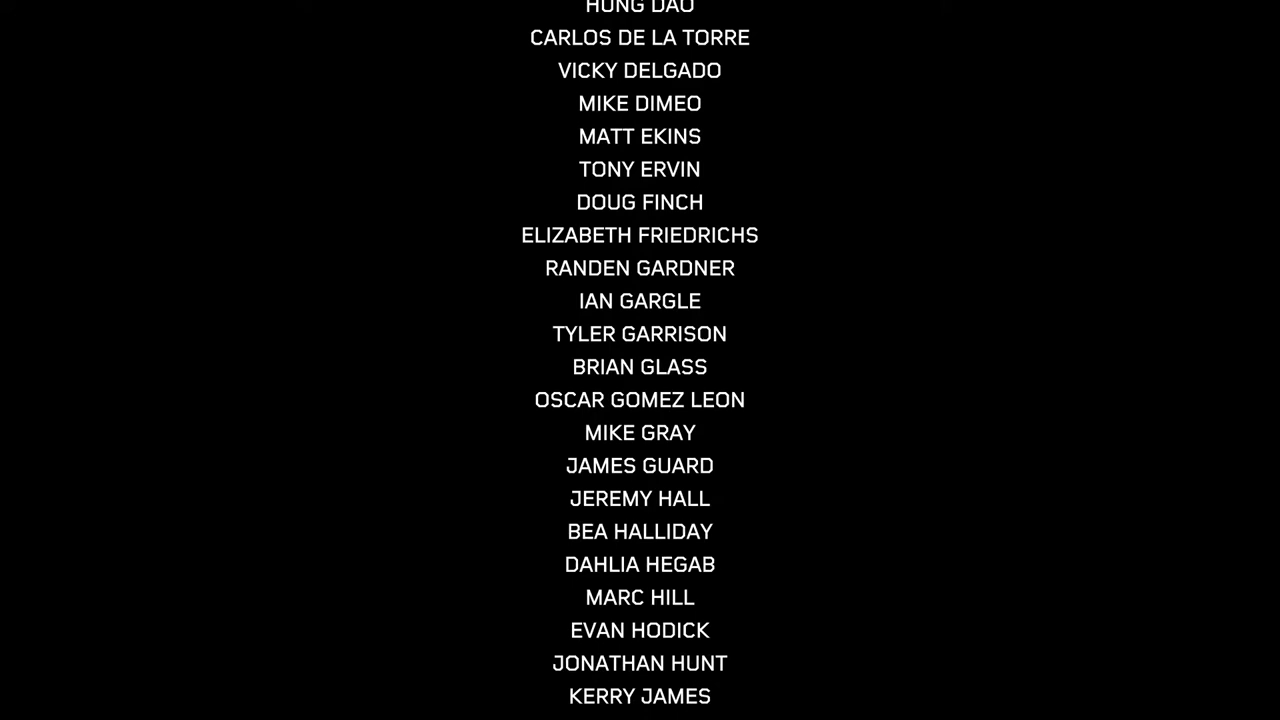 HUNG DAO
CARLOS DE LA TORRE
VICKY DELGADO
MIKE DIMEO
MATT EKINS
TONY ERVIN
DOUG FINCH
ELIZABETH FRIEDRICHS
RANDEN GARDNER
IAN GARGLE
TYLER GARRISON
BRIAN GLASS
OSCAR GOMEZ LEON
MIKE GRAY
JAMES GUARD
JEREMY HALL
BEA HALLIDAY
DAHLIA HEGAB
MARC HILL
EVAN HODICK
JONATHAN HUNT
KERRY JAMES